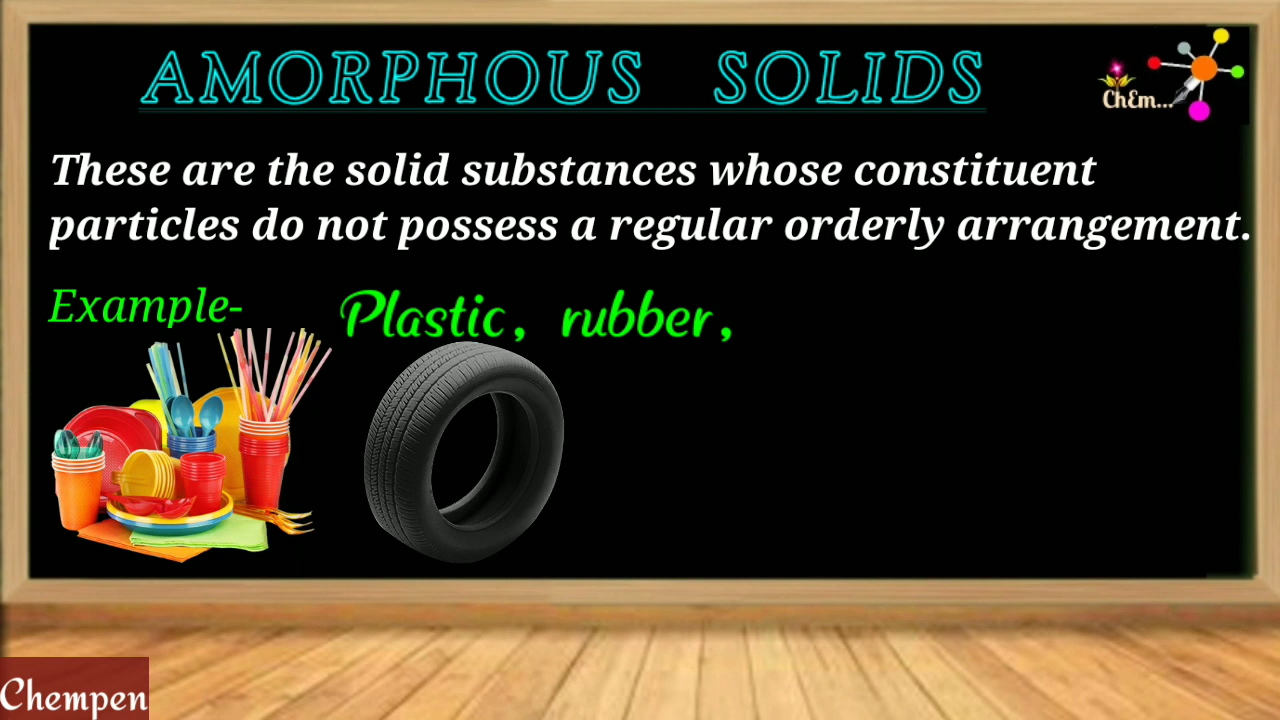 AMORPHOUS SOLIDS
ChEm...
These are the solid substances whose constituent
particles do not possess a regular orderly arrangement.
Example- Plastic, rubber,
Chempen